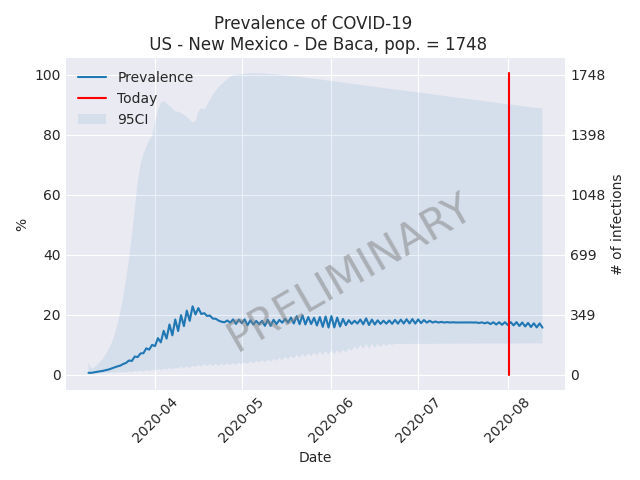 Prevalence of COVID-19
US - New Mexico - De Baca, pop. = 1748
Prevalence
Today
95CI
100
80
60
40
20
0
%
1748
1398
1048
699
349
0
# of infections
PRELIMINARY
2020-04
2020-05
2020-06
2020-07
2020-08
Date